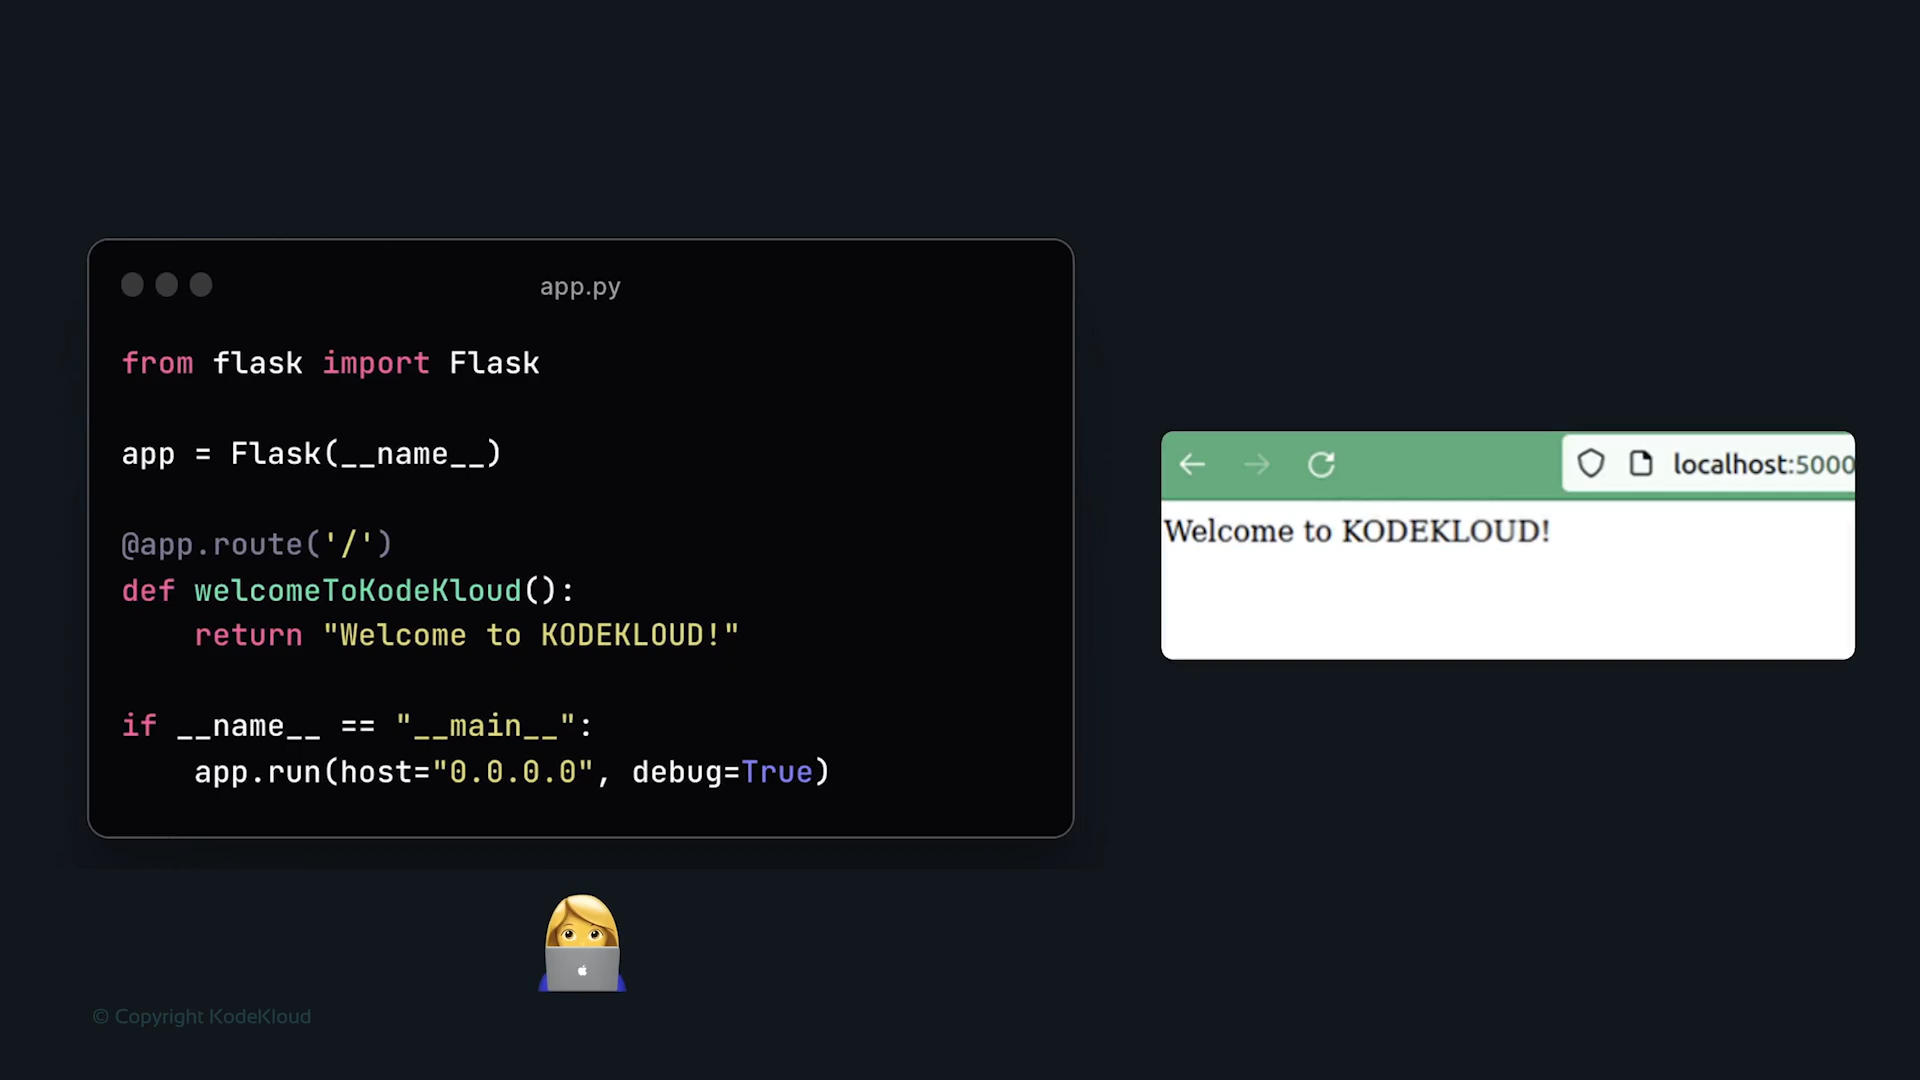 app.py
from flask import Flask
app = Flask(__name__)
@app.route('/')
def welcomeToKodeKloud():
    return "Welcome to KODEKLOUD!"
if __name__ == "__main__":
    app.run(host="0.0.0.0", debug=True)
localhost:5000
Welcome to KODEKLOUD!
© Copyright KodeKloud